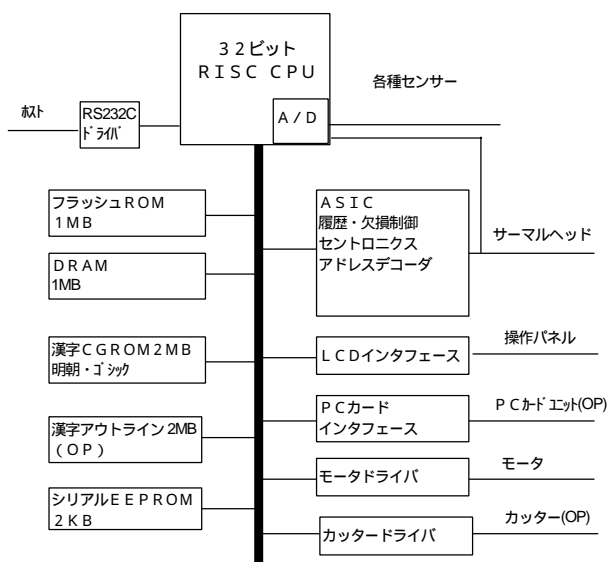 ３２ビット
ＲＩＳＣ ＣＰＵ
Ａ／Ｄ
各種センサー
ﾎｽﾄ
RS232C
ﾄﾞﾗｲﾊﾞ
フラッシュＲＯＭ
１ＭＢ
ＤＲＡＭ
1MB
漢字ＣＧＲＯＭ２ＭＢ
明朝・ｺﾞｼｯｸ
漢字アウトライン 2MB
（ＯＰ）
シリアルＥＥＰＲＯＭ
２ＫＢ
ＡＳＩＣ
履歴・欠損制御
セントロニクス
アドレスデコーダ
サーマルヘッド
ＬＣＤインタフェース
操作パネル
ＰＣカード
インタフェース
ＰＣｶｰﾄﾞﾕﾆｯﾄ(OP)
モータドライバ
モータ
カッタードライバ
カッター(OP)